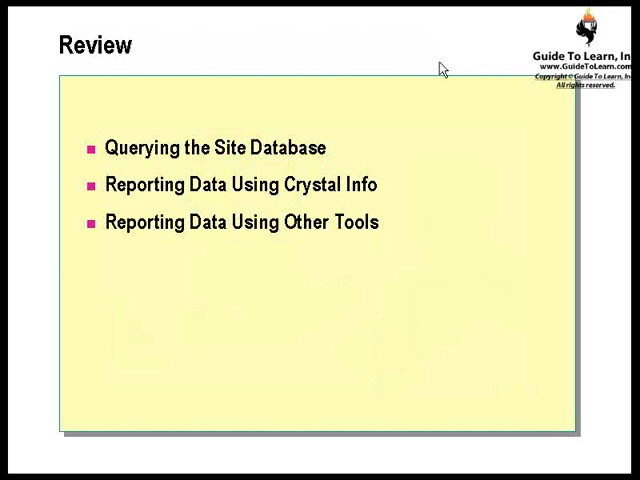 Review
Guide To Learn, In
www.GuideToLearn.com
Copyright © Guide To Learn, In
All rights reserved.
Querying the Site Database
Reporting Data Using Crystal Info
Reporting Data Using Other Tools